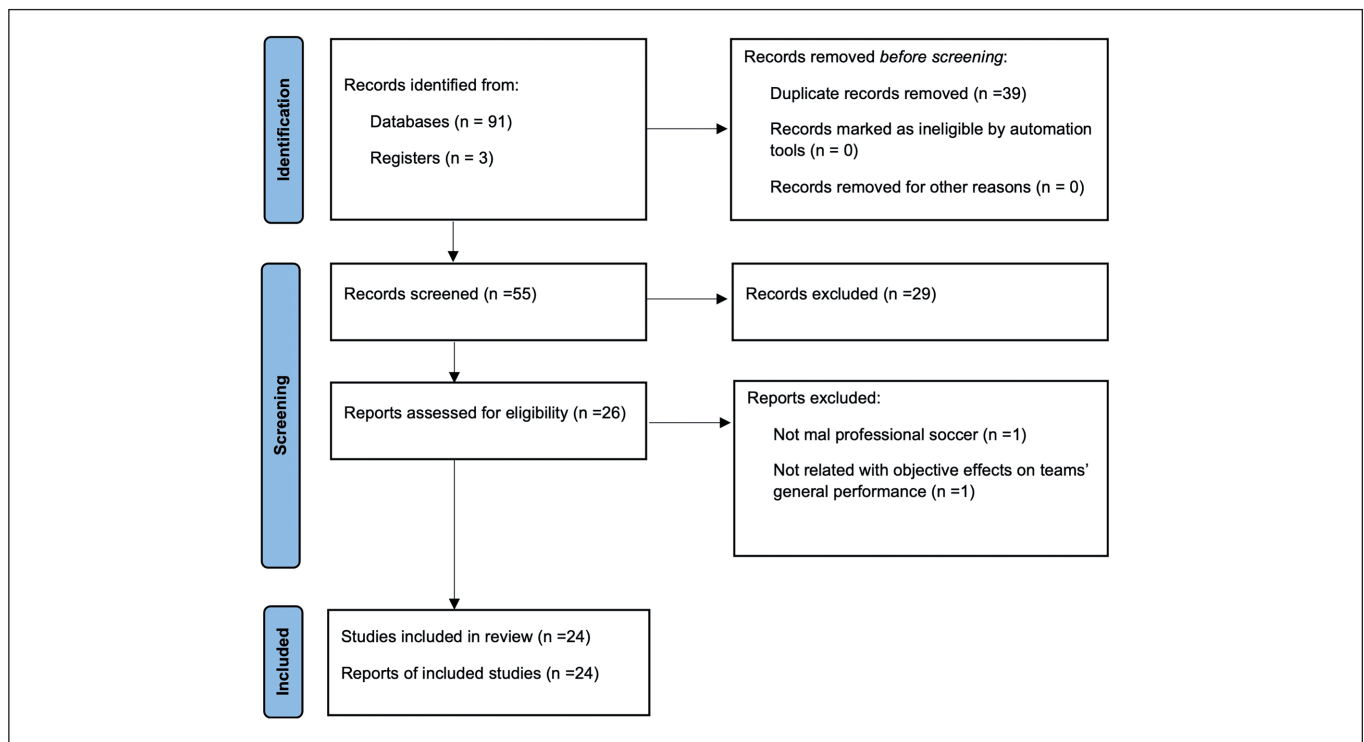 Identification
Records identified from:
Databases (n = 91)
Registers (n = 3)
Records removed before screening:
Duplicate records removed (n =39)
Records marked as ineligible by automation
tools (n = 0)
Records removed for other reasons (n = 0)
Screening
Records screened (n =55)
Records excluded (n =29)
Reports assessed for eligibility (n =26)
Reports excluded:
Not mal professional soccer (n =1)
Not related with objective effects on teams’
general performance (n =1)
Included
Studies included in review (n =24)
Reports of included studies (n =24)